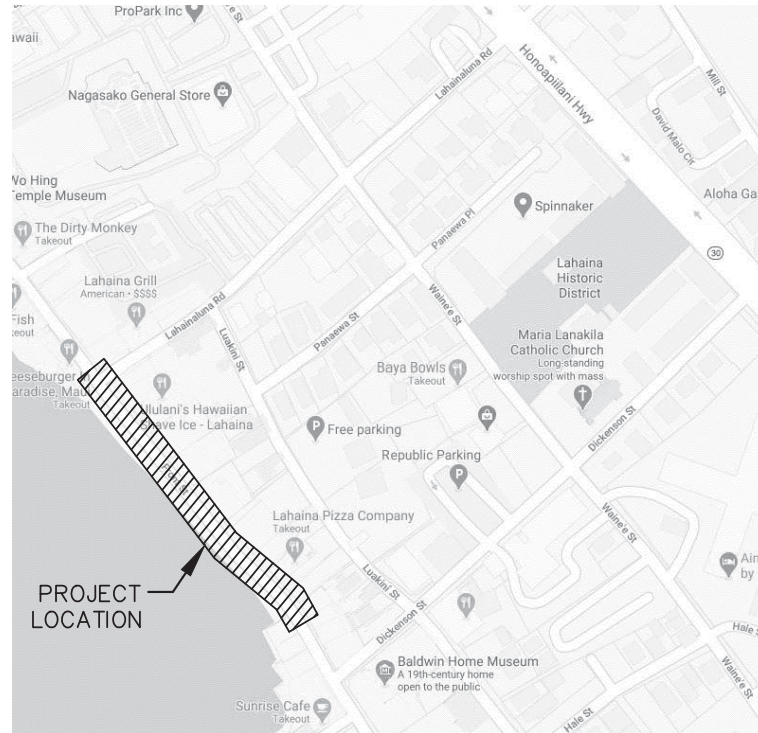 ProPark Inc
awaii
Nagasako General Store
Lahainaluna Rd
Honoapiilani Hwy
Mill St
David Malo Cir
Wo Hing
Temple Museum
Aloha Ga
The Dirty Monkey
Takeout
Spinnaker
Panaewa Pl
30
Lahaina Grill
American • $$$$
Lahaina
Historic
District
Fish
eout
Lahainaluna Rd
Luakini St
Panaewa St
Waine'e St
Maria Lanakila
Catholic Church
Long-standing
worship spot with mass
eeseburger In
aradise, Maui
Takeout
Baya Bowls
Takeout
Ululani's Hawaiian
Shave Ice - Lahaina
Free parking
Dickenson St
Republic Parking
Front St
Lahaina Pizza Company
Takeout
Waine'e St
PROJECT
LOCATION
Luakini St
Ain
by
Dickenson St
Hale S
Baldwin Home Museum
A 19th-century home
open to the public
Waine'e St
Sunrise Cafe
Takeout
Hale St